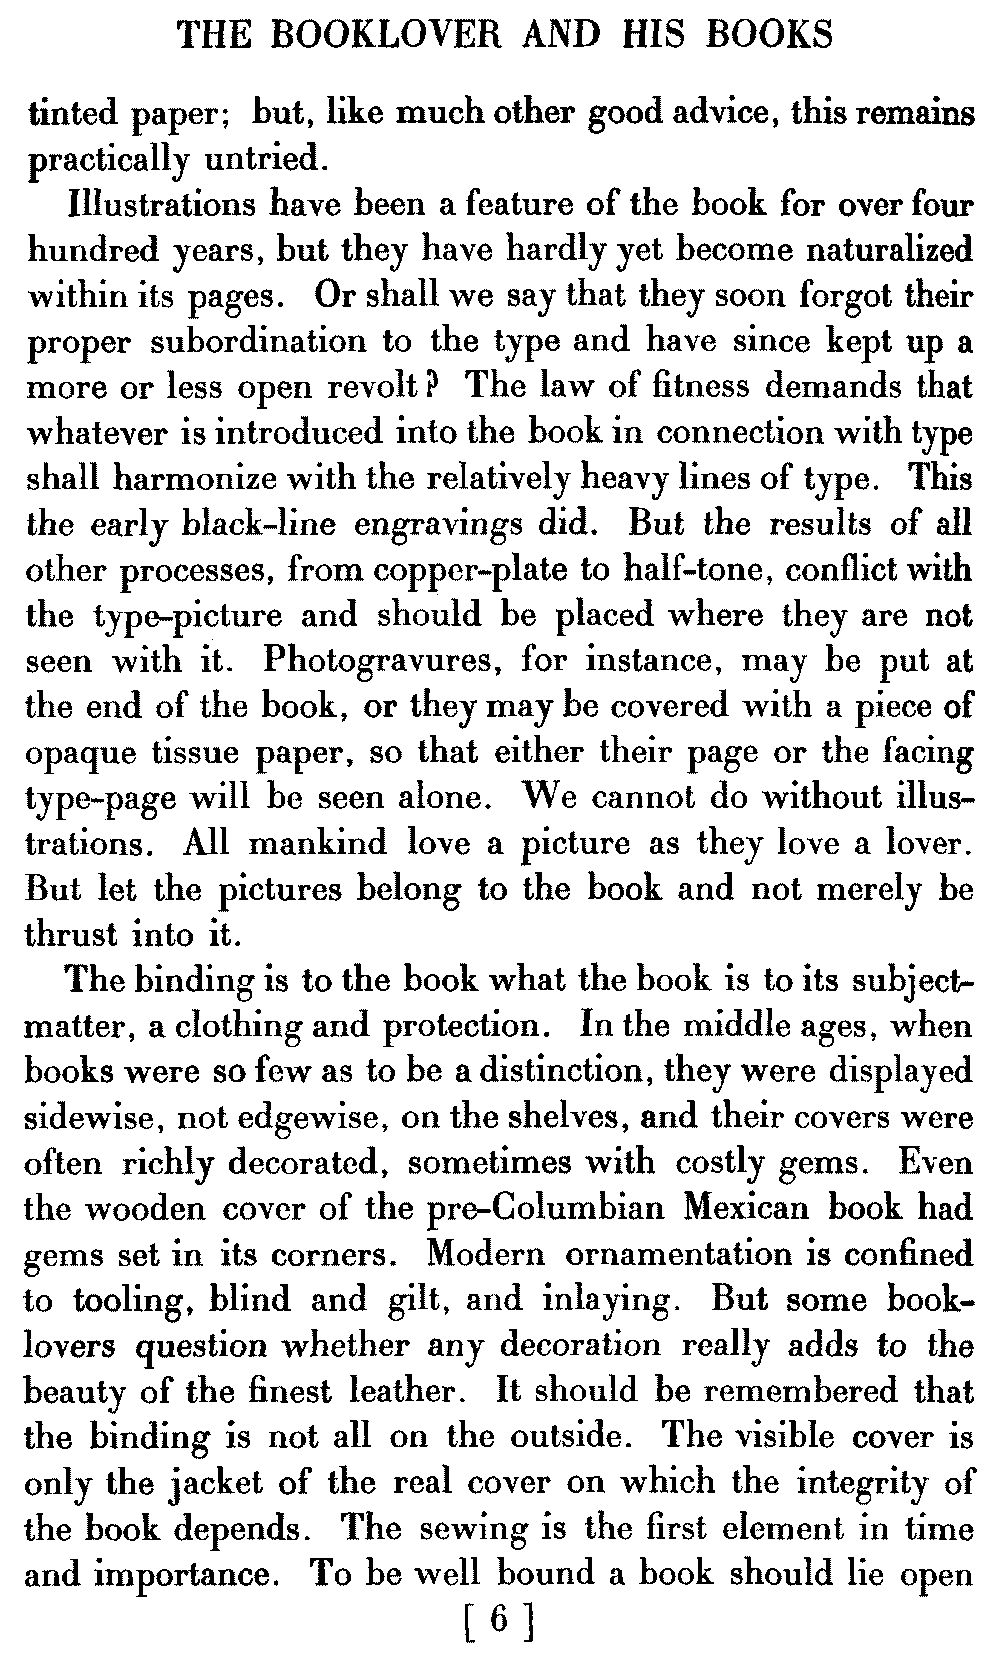 THE BOOKLOVER AND HIS BOOKS
tinted paper; but, like much other good advice, this remains
practically untried.
Illustrations have been a feature of the book for over four
hundred years, but they have hardly yet become naturalized
within its pages. Or shall we say that they soon forgot their
proper subordination to the type and have since kept up a
more or less open revolt? The law of fitness demands that
whatever is introduced into the book in connection with type
shall harmonize with the relatively heavy lines of type. This
the early black-line engravings did. But the results of all
other processes, from copper-plate to half-tone, conflict with
the type-picture and should be placed where they are not
seen with it. Photogravures, for instance, may be put at
the end of the book, or they may be covered with a piece of
opaque tissue paper, so that either their page or the facing
type-page will be seen alone. We cannot do without illus-
trations. All mankind love a picture as they love a lover.
But let the pictures belong to the book and not merely be
thrust into it.
The binding is to the book what the book is to its subject-
matter, a clothing and protection. In the middle ages, when
books were so few as to be a distinction, they were displayed
sidewise, not edgewise, on the shelves, and their covers were
often richly decorated, sometimes with costly gems. Even
the wooden cover of the pre-Columbian Mexican book had
gems set in its corners. Modern ornamentation is confined
to tooling, blind and gilt, and inlaying. But some book-
lovers question whether any decoration really adds to the
beauty of the finest leather. It should be remembered that
the binding is not all on the outside. The visible cover is
only the jacket of the real cover on which the integrity of
the book depends. The sewing is the first element in time
and importance. To be well bound a book should lie open
[ 6 ]